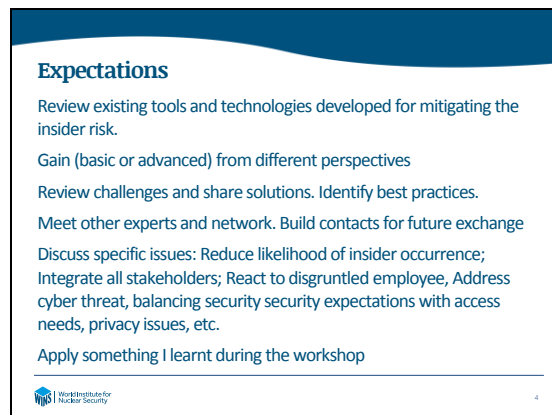 Expectations
Review existing tools and technologies developed for mitigating the
insider risk.
Gain (basic or advanced) from different perspectives
Review challenges and share solutions. Identify best practices.
Meet other experts and network. Build contacts for future exchange
Discuss specific issues: Reduce likelihood of insider occurrence;
Integrate all stakeholders; React to disgruntled employee, Address
cyber threat, balancing security security expectations with access
needs, privacy issues, etc.
Apply something I learnt during the workshop
WINS World Institute for
Nuclear Security
4